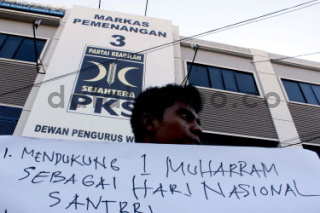 MARKAS
PEMENANGAN
3
PARTAI KEADILAN
SEJAHTERA
PKS
DEWAN PENGURUS W
1. MENDUKUNG 1 MUHARRAM
SEBAGAI HARI NASIONAL
SANTRI